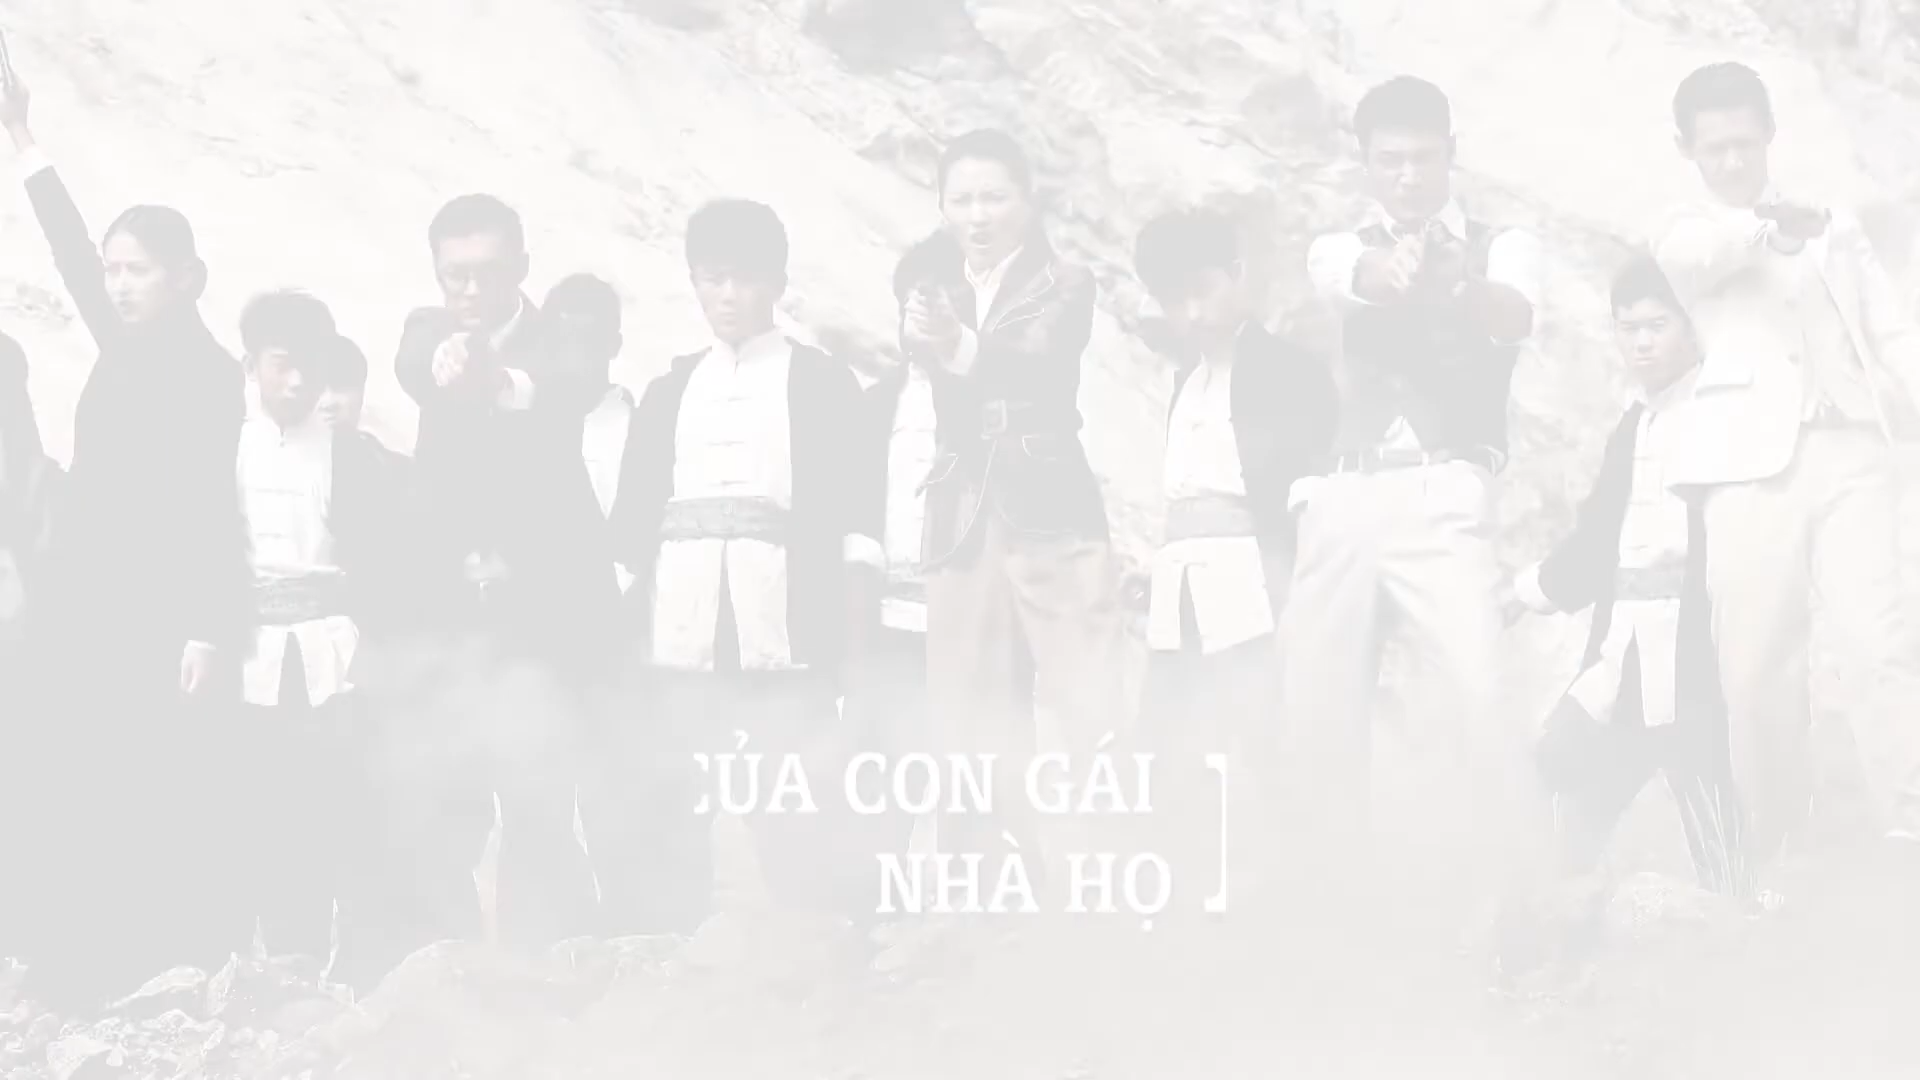 CỦA CON GÁI
NHÀ HỌ ]